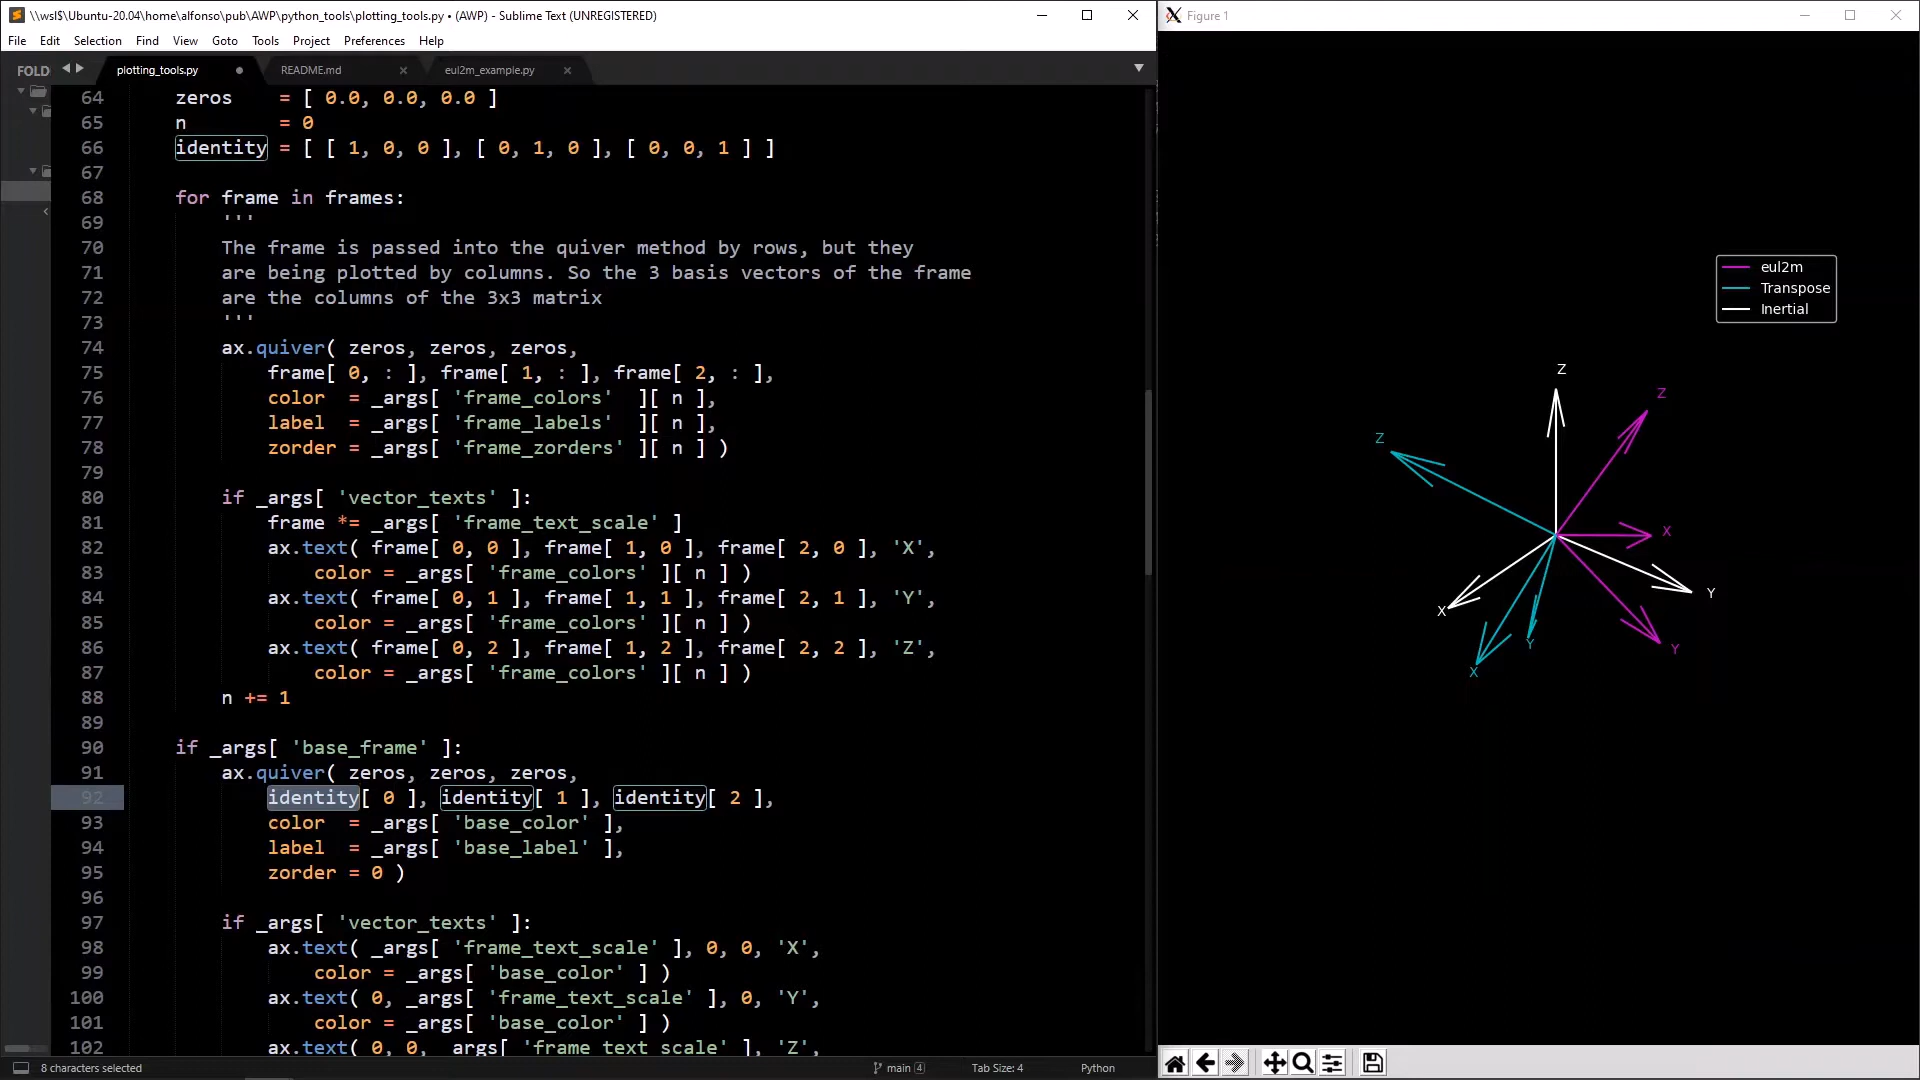 \\wsl$\Ubuntu-20.04\home\alfonso\pub\AWP\python_tools\plotting_tools.py • (AWP) - Sublime Text (UNREGISTERED)
File Edit Selection Find View Goto Tools Project Preferences Help
FOLD
plotting_tools.py
README.md
eul2m_example.py
64 zeros = [ 0.0, 0.0, 0.0 ]
65 n = 0
66 identity = [ [ 1, 0, 0 ], [ 0, 1, 0 ], [ 0, 0, 1 ] ]
67
68 for frame in frames:
69 '''
70 The frame is passed into the quiver method by rows, but they
71 are being plotted by columns. So the 3 basis vectors of the frame
72 are the columns of the 3x3 matrix
73 '''
74 ax.quiver( zeros, zeros, zeros,
75 frame[ 0, : ], frame[ 1, : ], frame[ 2, : ],
76 color = _args[ 'frame_colors' ][ n ],
77 label = _args[ 'frame_labels' ][ n ],
78 zorder = _args[ 'frame_zorders' ][ n ] )
79
80 if _args[ 'vector_texts' ]:
81 frame *= _args[ 'frame_text_scale' ]
82 ax.text( frame[ 0, 0 ], frame[ 1, 0 ], frame[ 2, 0 ], 'X',
83 color = _args[ 'frame_colors' ][ n ] )
84 ax.text( frame[ 0, 1 ], frame[ 1, 1 ], frame[ 2, 1 ], 'Y',
85 color = _args[ 'frame_colors' ][ n ] )
86 ax.text( frame[ 0, 2 ], frame[ 1, 2 ], frame[ 2, 2 ], 'Z',
87 color = _args[ 'frame_colors' ][ n ] )
88 n += 1
89
90 if _args[ 'base_frame' ]:
91 ax.quiver( zeros, zeros, zeros,
92 identity[ 0 ], identity[ 1 ], identity[ 2 ],
93 color = _args[ 'base_color' ],
94 label = _args[ 'base_label' ],
95 zorder = 0 )
96
97 if _args[ 'vector_texts' ]:
98 ax.text( _args[ 'frame_text_scale' ], 0, 0, 'X',
99 color = _args[ 'base_color' ] )
100 ax.text( 0, _args[ 'frame_text_scale' ], 0, 'Y',
101 color = _args[ 'base_color' ] )
102 ax.text( 0, 0, _args[ 'frame_text_scale' ], 'Z',
8 characters selected
main 4
Tab Size: 4
Python
Figure 1
eul2m
Transpose
Inertial
Z
Z
Z
X
Y
X
Y
Y
X